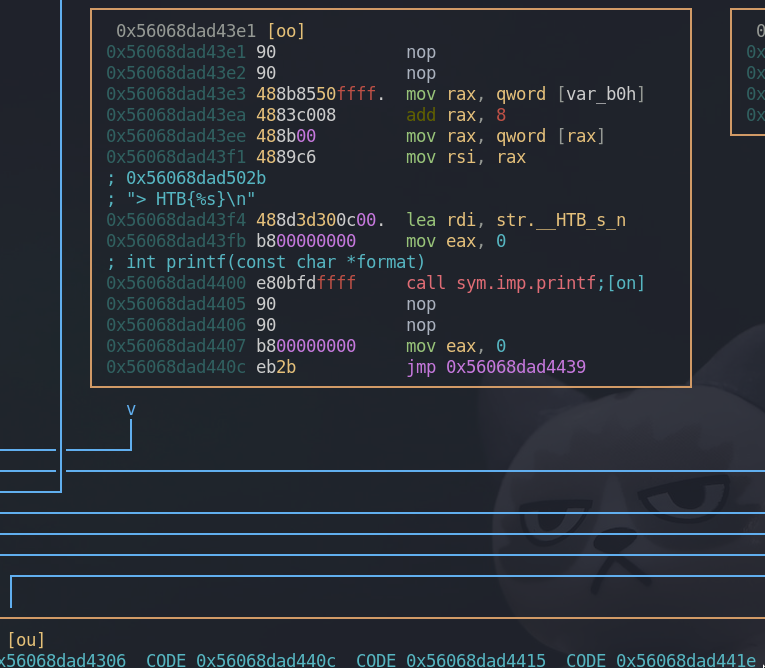 0x56068dad43e1 [oo]
0x56068dad43e1 90 nop
0x56068dad43e2 90 nop
0x56068dad43e3 488b8550ffff. mov rax, qword [var_b0h]
0x56068dad43ea 4883c008 add rax, 8
0x56068dad43ee 488b00 mov rax, qword [rax]
0x56068dad43f1 4889c6 mov rsi, rax
; 0x56068dad502b
; "> HTB{%s}\n"
0x56068dad43f4 488d3d300c00. lea rdi, str.__HTB_s_n
0x56068dad43fb b800000000 mov eax, 0
; int printf(const char *format)
0x56068dad4400 e80bfdffff call sym.imp.printf;[on]
0x56068dad4405 90 nop
0x56068dad4406 90 nop
0x56068dad4407 b800000000 mov eax, 0
0x56068dad440c eb2b jmp 0x56068dad4439
v
0
0x
0x
0x
0x
[ou]
x56068dad4306 CODE 0x56068dad440c CODE 0x56068dad4415 CODE 0x56068dad441e